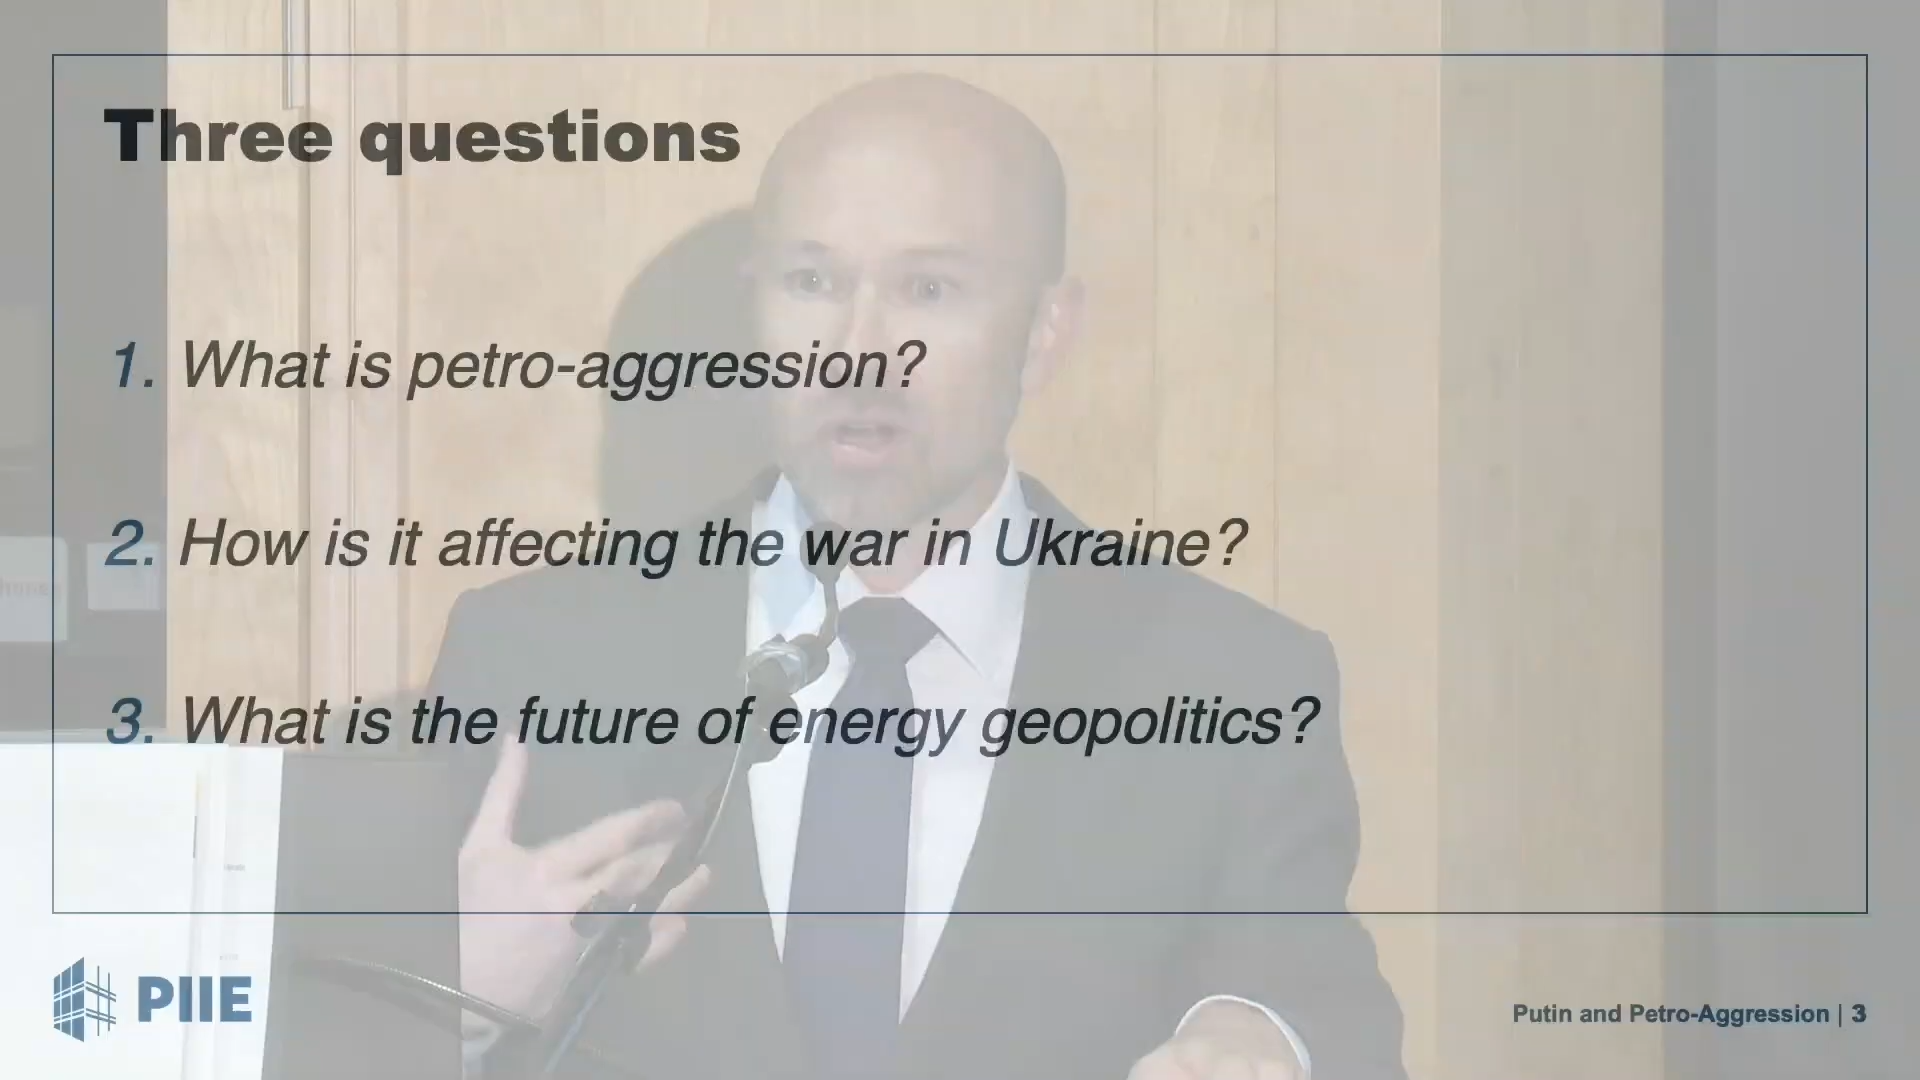 Three questions
1. What is petro-aggression?
2. How is it affecting the war in Ukraine?
3. What is the future of energy geopolitics?
PIIE
Putin and Petro-Aggression | 3